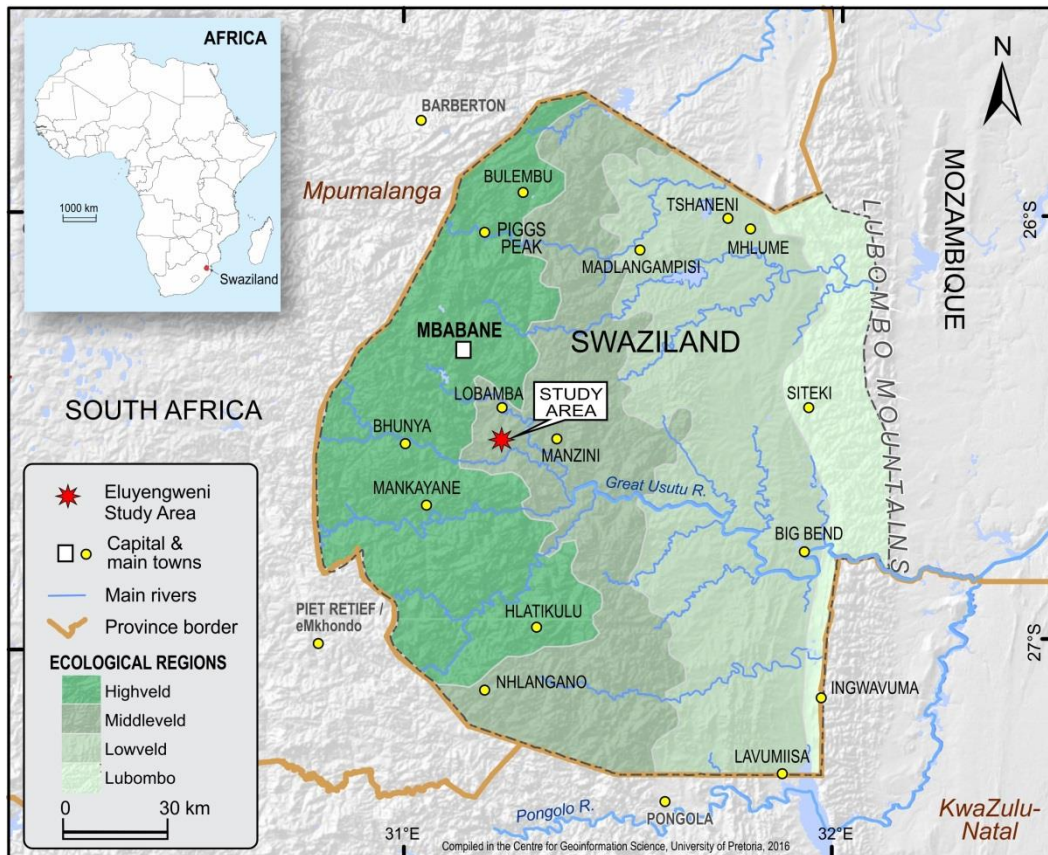 AFRICA
1000 km
Swaziland
BARBERTON
Mpumalanga
BULEMBU
PIGGS
PEAK
TSHANENI
MHLUME
MADLANGAMPISI
26°S
MOZAMBIQUE
LUBOMBO MOUNTAINS
MBABANE
SWAZILAND
SOUTH AFRICA
LOBAMBA
STUDY
AREA
SITEKI
BHUNYA
MANZINI
MANKAYANE
Great Usutu R.
BIG BEND
HLATIKULU
PIET RETIEF /
eMkhondo
27°S
NHLANGANO
INGWAVUMA
LAVUMIISA
Pongolo R.
PONGOLA
KwaZulu-
Natal
31°E
32°E
Eluyengweni
Study Area
Capital &
main towns
Main rivers
Province border
ECOLOGICAL REGIONS
Highveld
Middleveld
Lowveld
Lubombo
0 30 km
Compiled in the Centre for Geoinformation Science, University of Pretoria, 2016
N